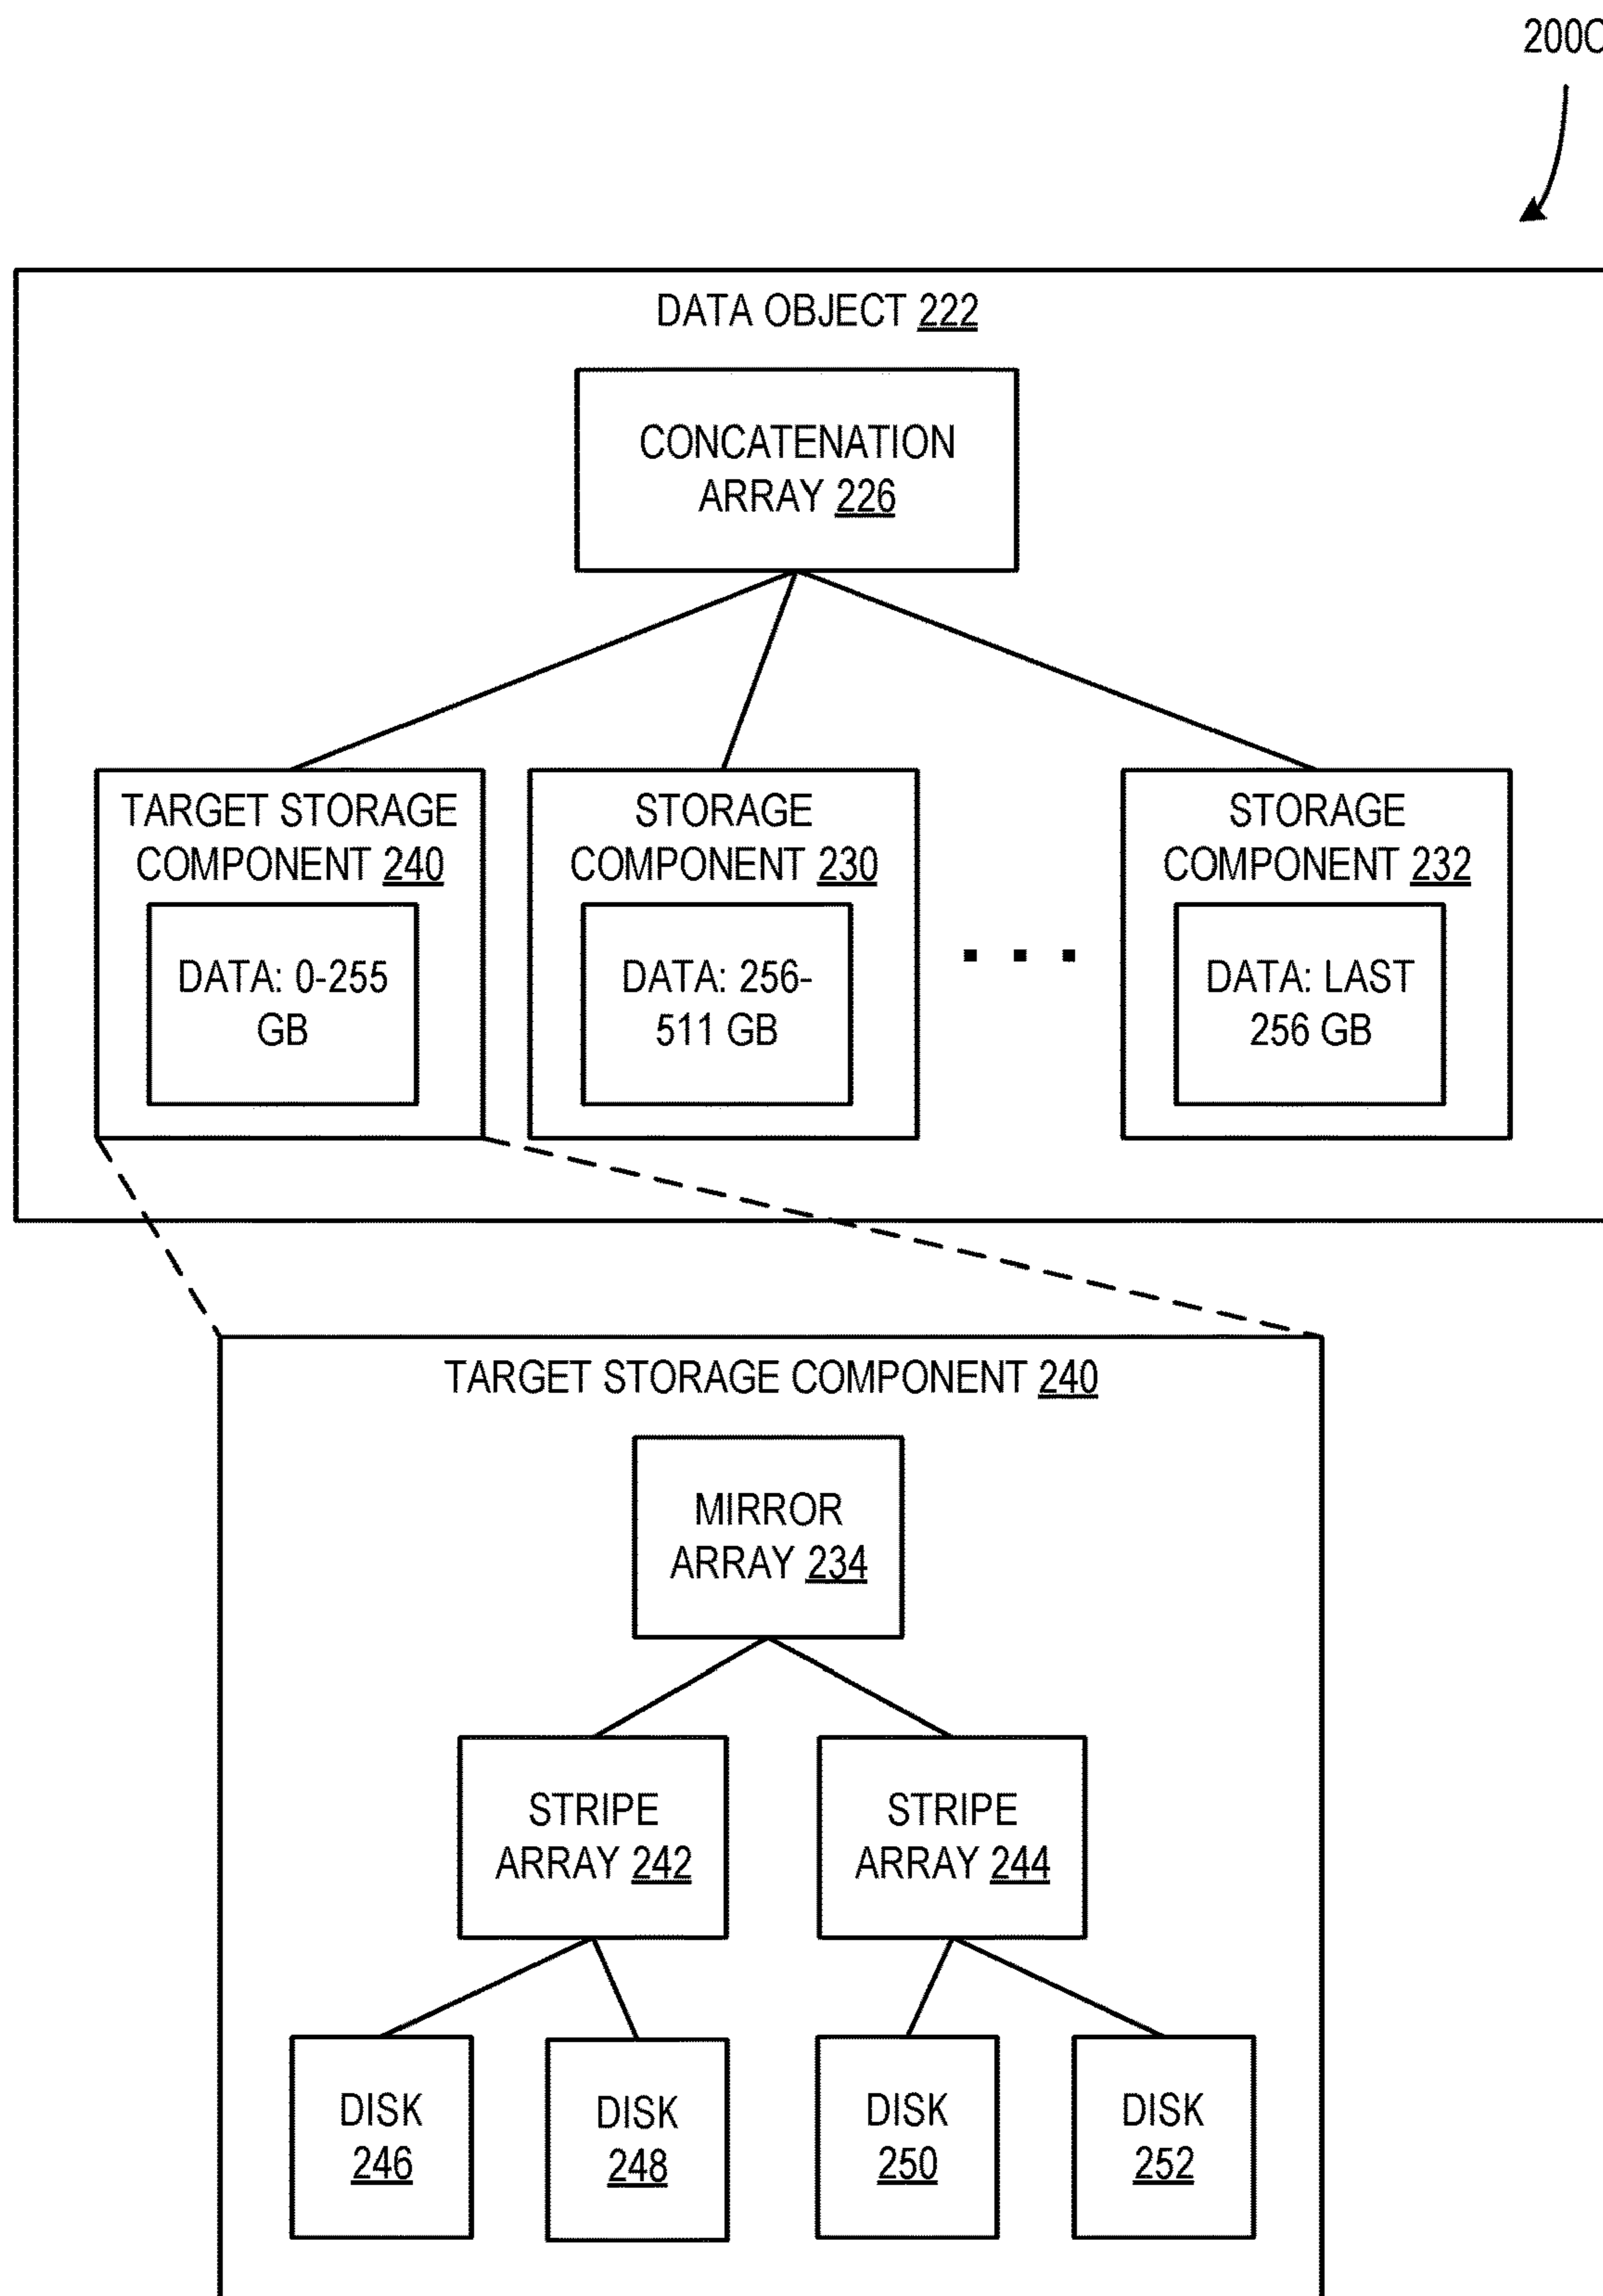 200C
DATA OBJECT 222
CONCATENATION
ARRAY 226
TARGET STORAGE
COMPONENT 240
DATA: 0-255
GB
STORAGE
COMPONENT 230
DATA: 256-
511 GB
STORAGE
COMPONENT 232
DATA: LAST
256 GB
TARGET STORAGE COMPONENT 240
MIRROR
ARRAY 234
STRIPE
ARRAY 242
STRIPE
ARRAY 244
DISK
246
DISK
248
DISK
250
DISK
252